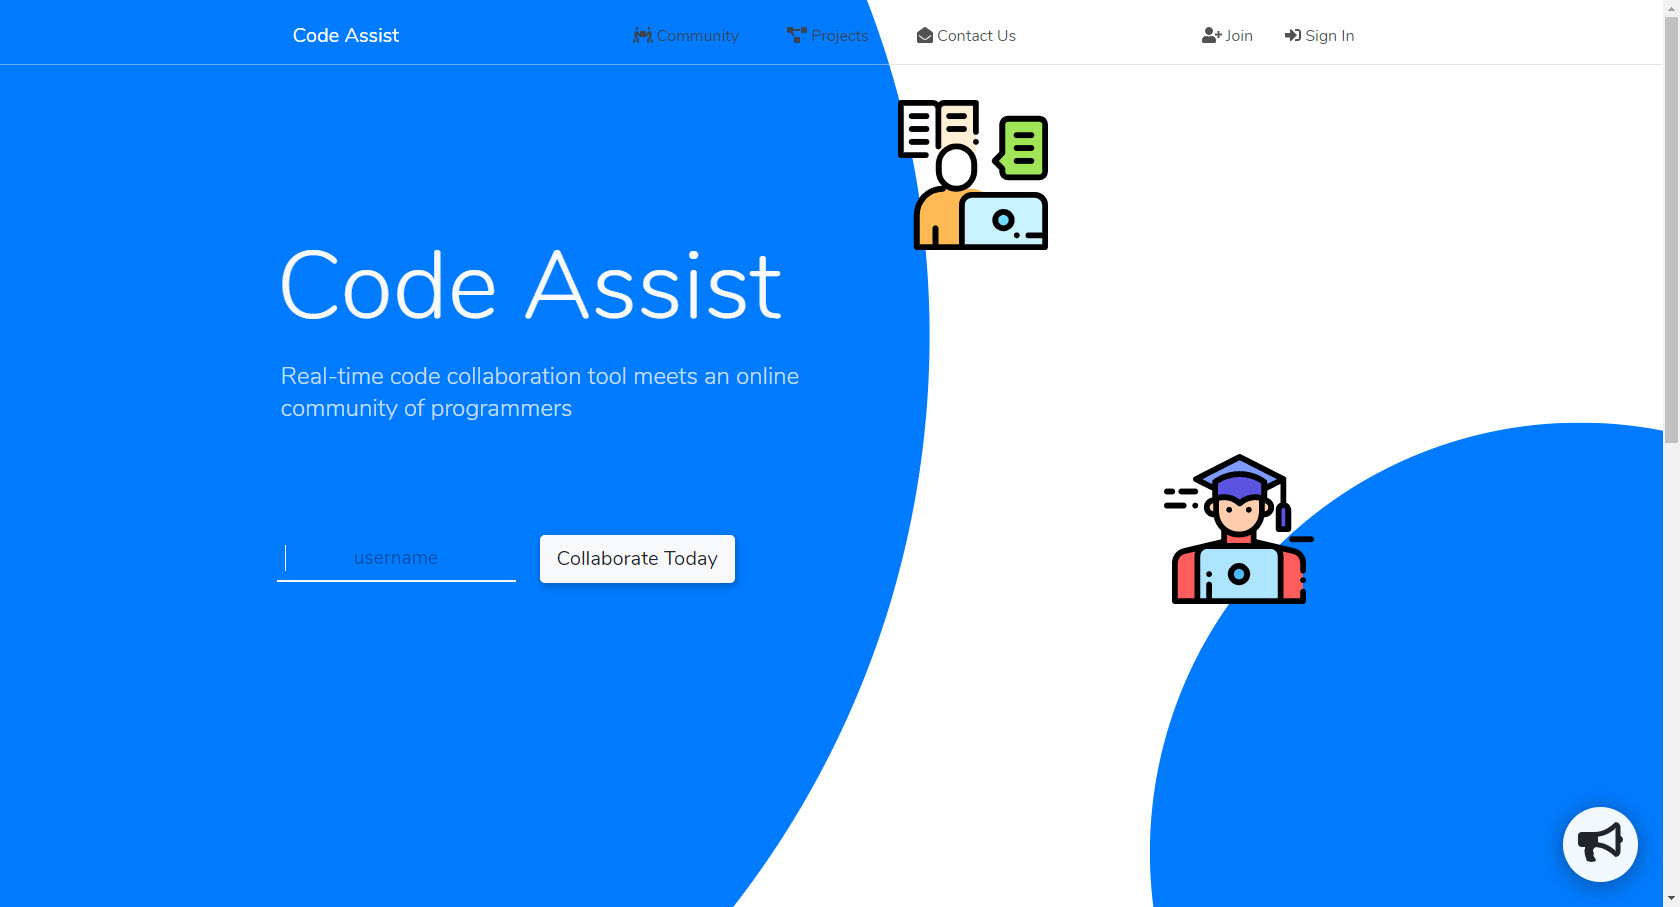 Code Assist
Community
Projects
Contact Us
Join
Sign In
Code Assist
Real-time code collaboration tool meets an online
community of programmers
username
Collaborate Today